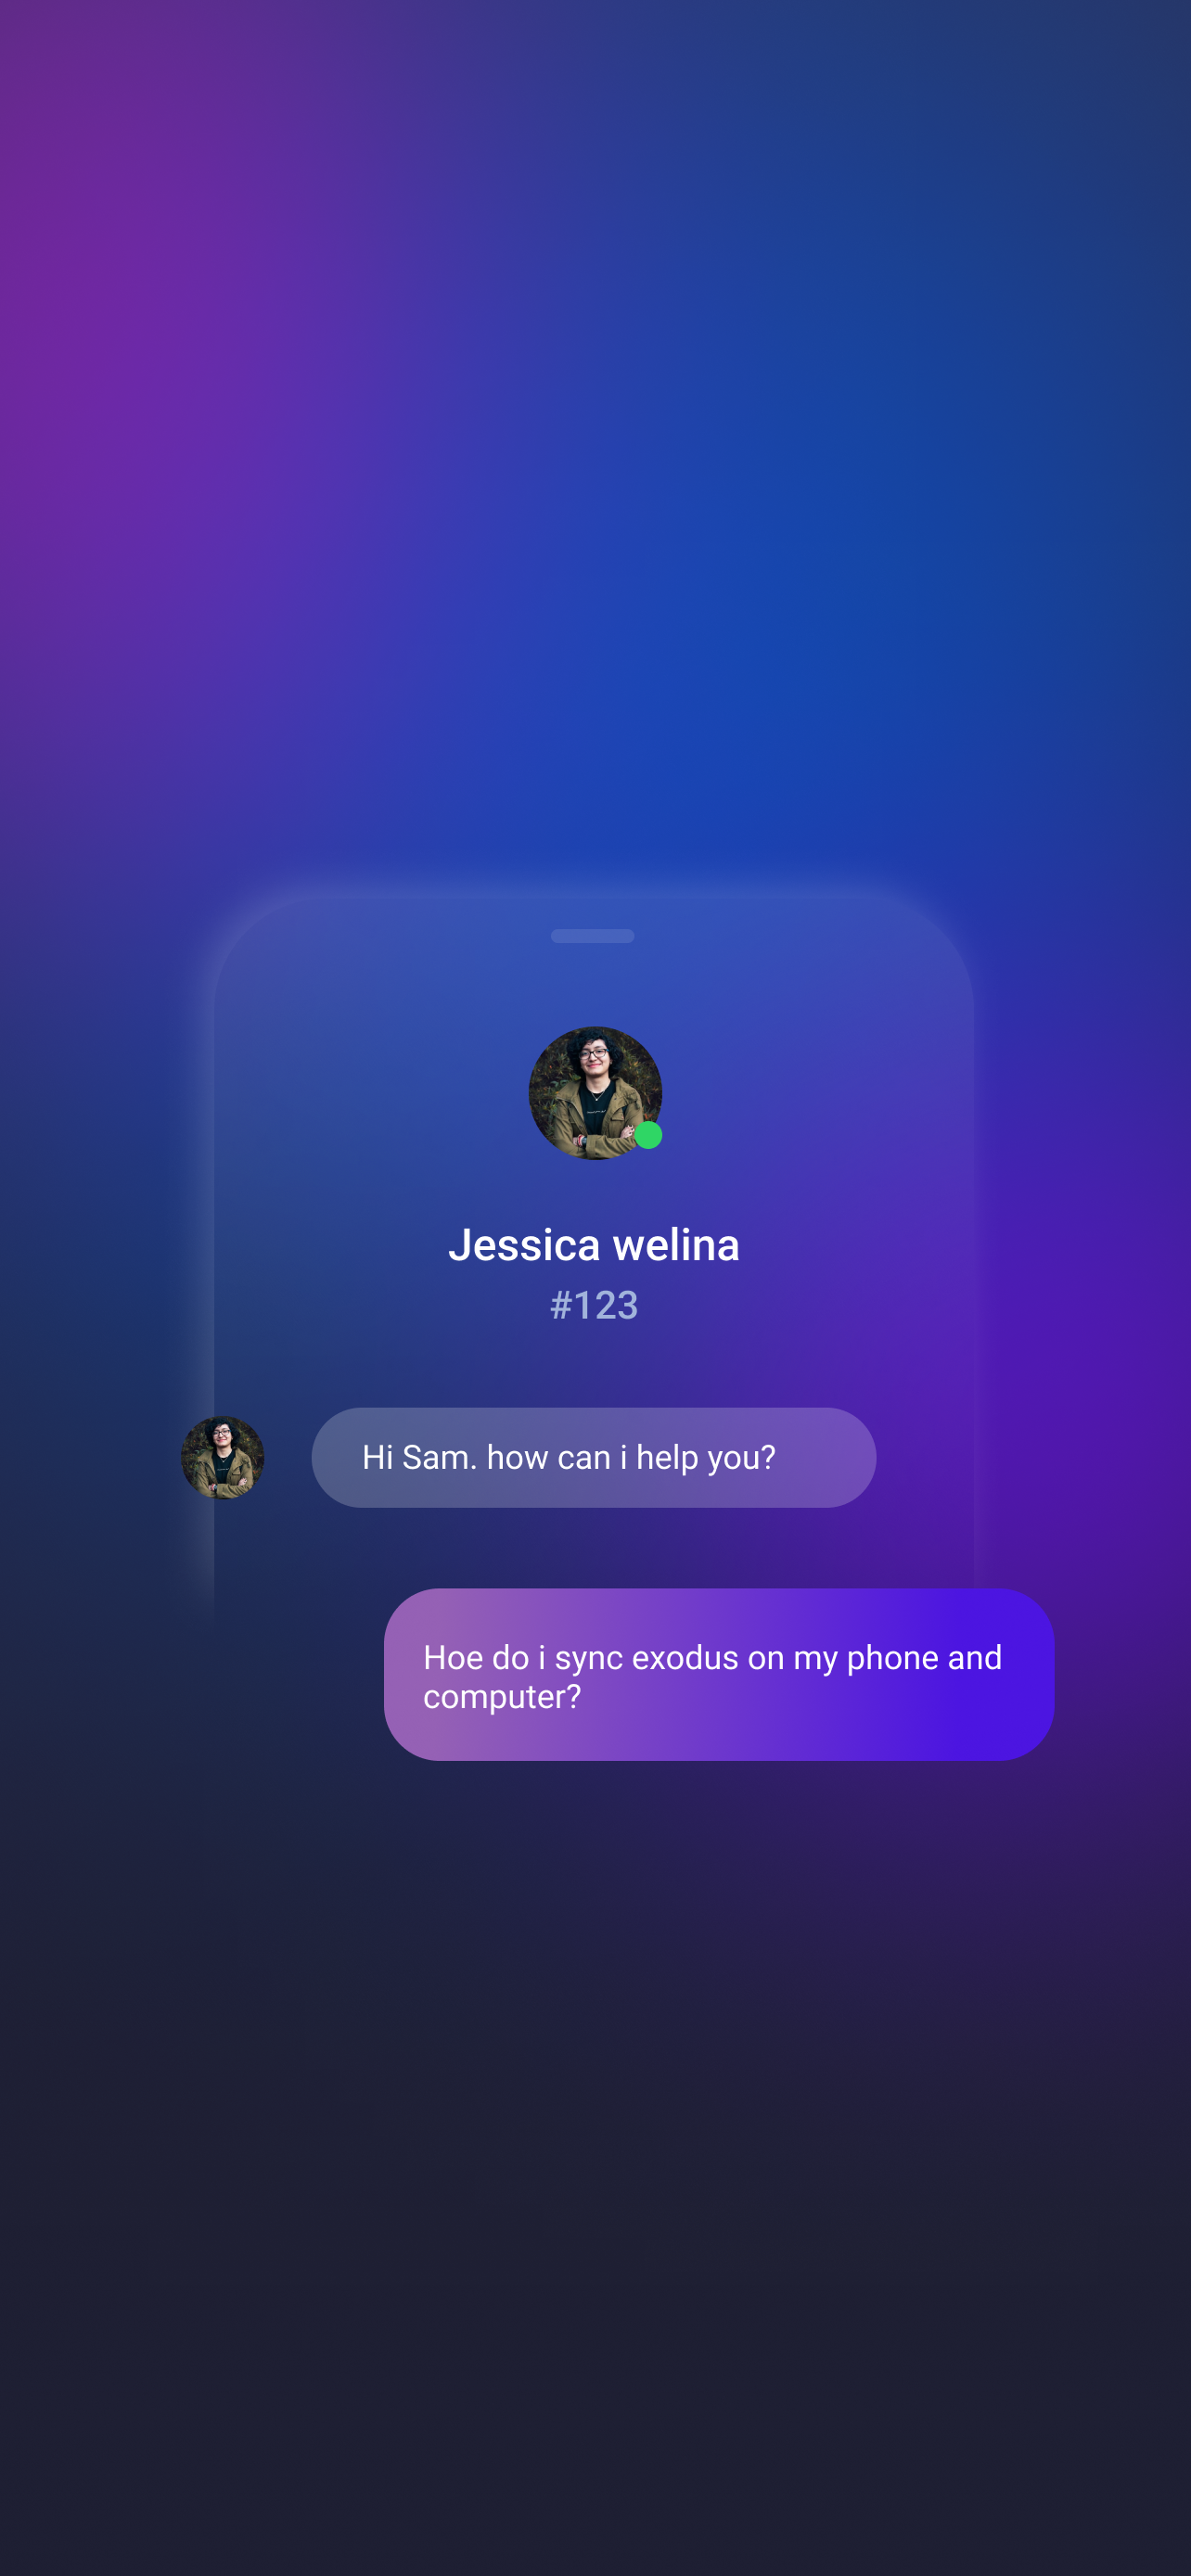 Jessica welina
#123
Hi Sam. how can i help you?
Hoe do i sync exodus on my phone and
computer?